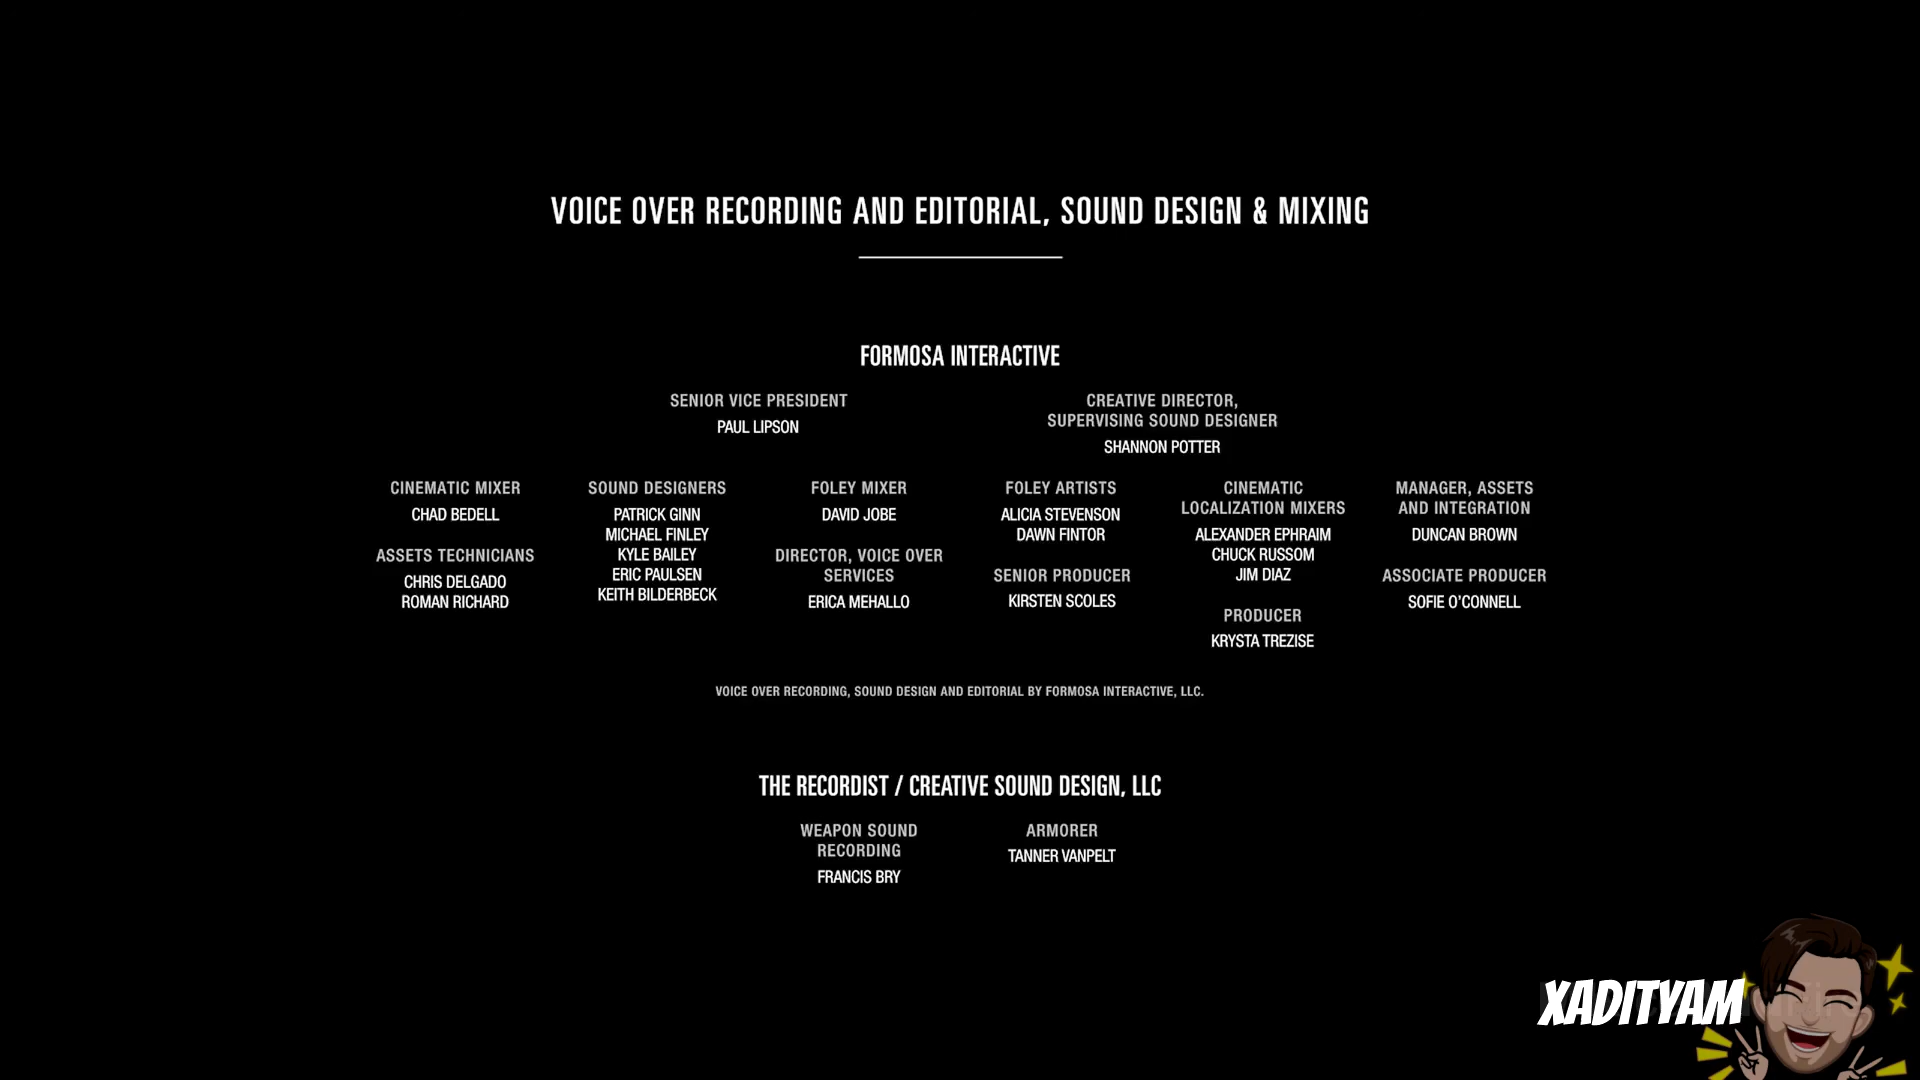 VOICE OVER RECORDING AND EDITORIAL, SOUND DESIGN & MIXING
FORMOSA INTERACTIVE
SENIOR VICE PRESIDENT
PAUL LIPSON
CREATIVE DIRECTOR,
SUPERVISING SOUND DESIGNER
SHANNON POTTER
CINEMATIC MIXER
CHAD BEDELL
ASSETS TECHNICIANS
CHRIS DELGADO
ROMAN RICHARD
SOUND DESIGNERS
PATRICK GINN
MICHAEL FINLEY
KYLE BAILEY
ERIC PAULSEN
KEITH BILDERBECK
FOLEY MIXER
DAVID JOBE
DIRECTOR, VOICE OVER
SERVICES
ERICA MEHALLO
FOLEY ARTISTS
ALICIA STEVENSON
DAWN FINTOR
SENIOR PRODUCER
KIRSTEN SCOLES
CINEMATIC
LOCALIZATION MIXERS
ALEXANDER EPHRAIM
CHUCK RUSSOM
JIM DIAZ
PRODUCER
KRYSTA TREZISE
MANAGER, ASSETS
AND INTEGRATION
DUNCAN BROWN
ASSOCIATE PRODUCER
SOFIE O'CONNELL
VOICE OVER RECORDING, SOUND DESIGN AND EDITORIAL BY FORMOSA INTERACTIVE, LLC.
THE RECORDIST / CREATIVE SOUND DESIGN, LLC
WEAPON SOUND
RECORDING
FRANCIS BRY
ARMORER
TANNER VANPELT
XADITYAM